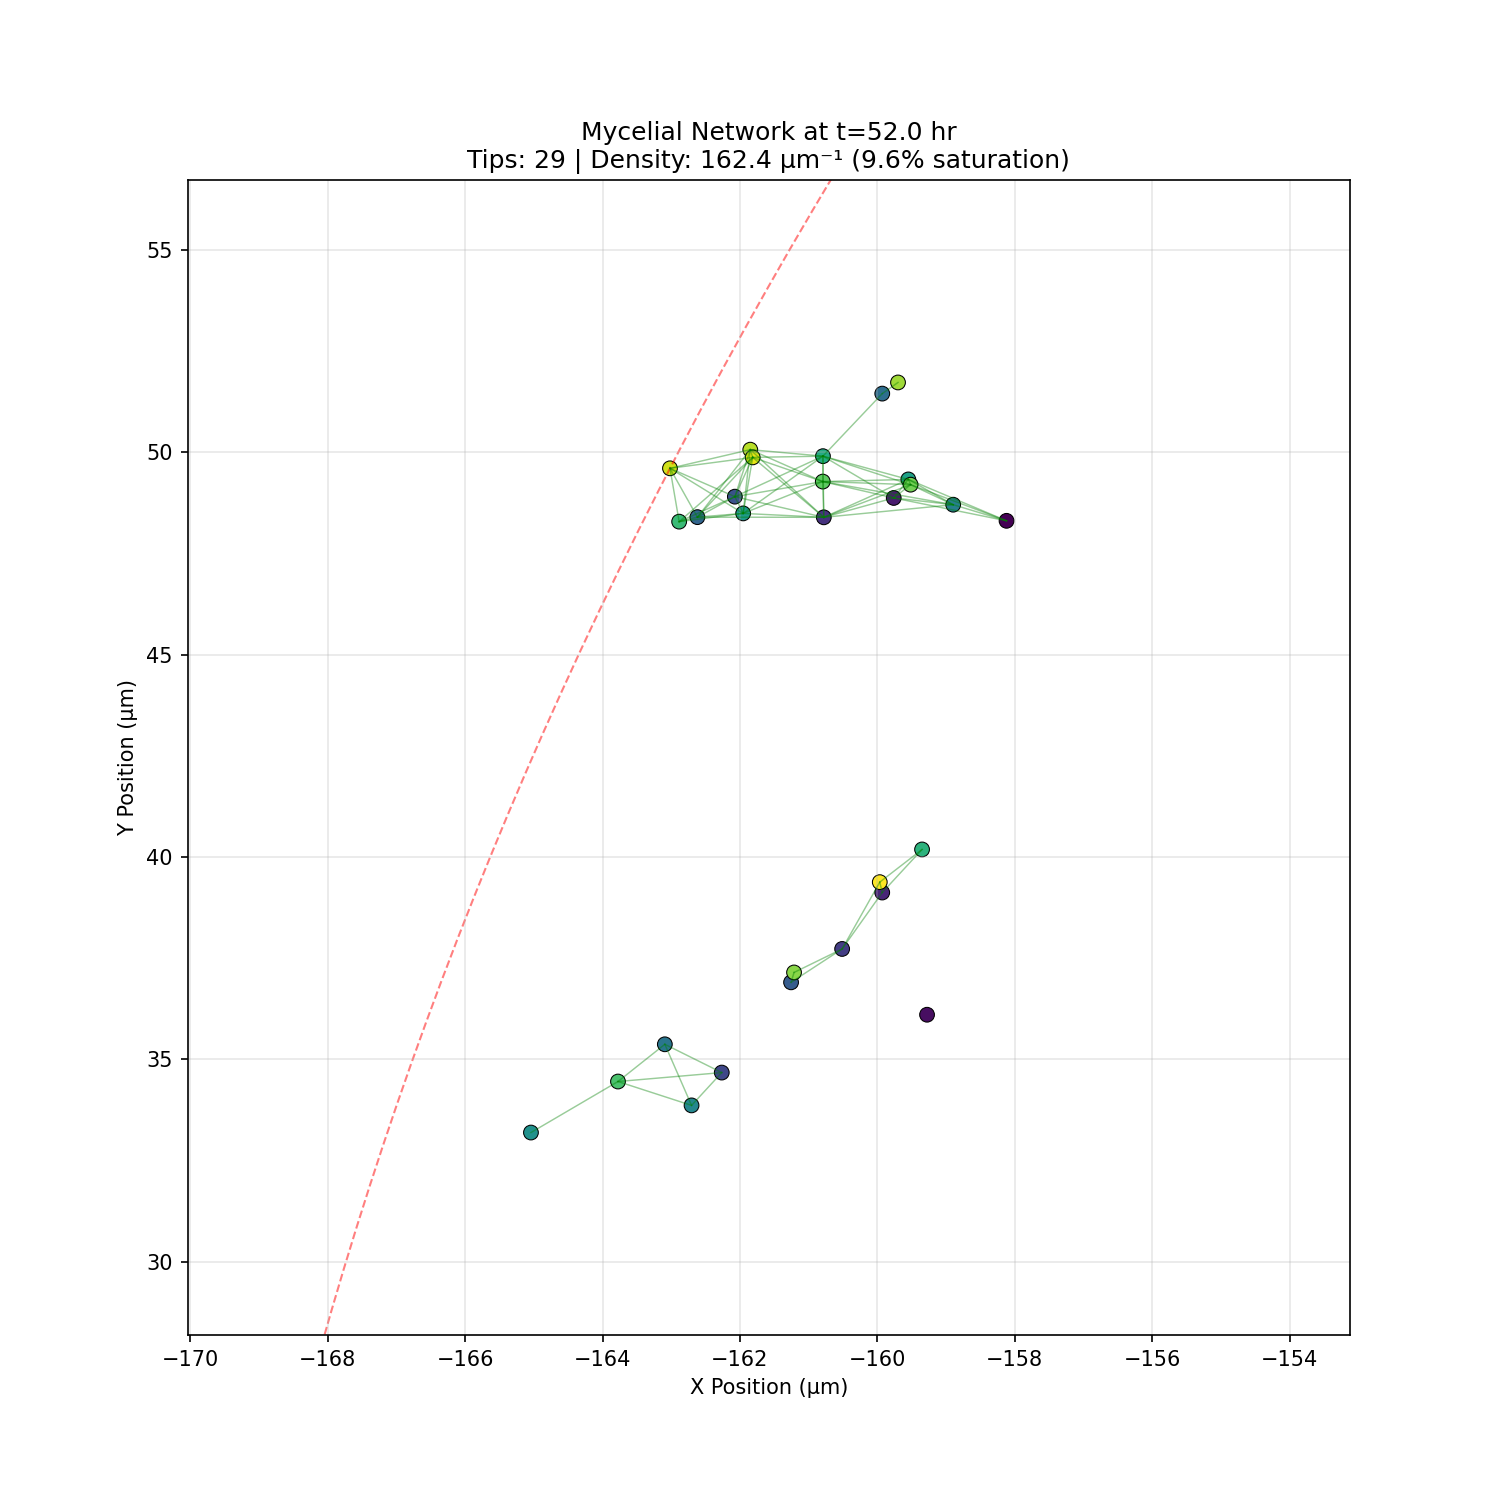 Mycelial Network at t=52.0 hr
Tips: 29 | Density: 162.4 μm⁻¹ (9.6% saturation)
55
50
45
40
35
30
Y Position (μm)
−170 −168 −166 −164 −162 −160 −158 −156 −154
X Position (μm)